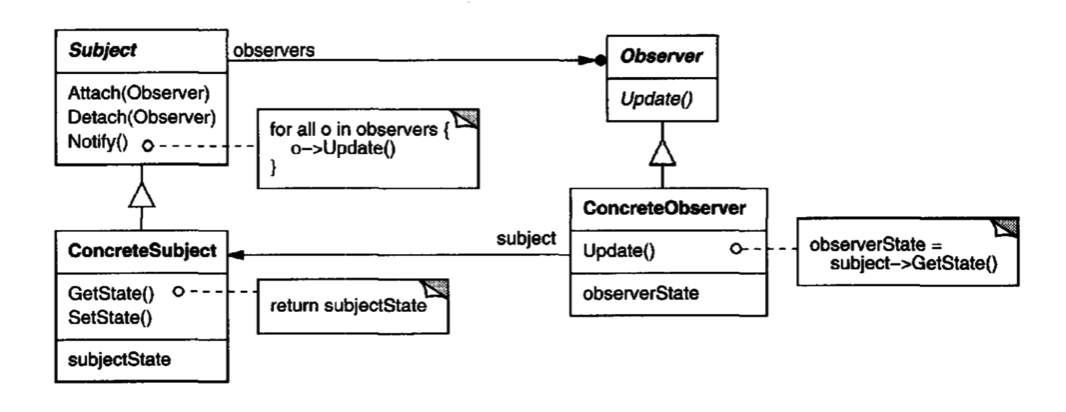 Subject
Attach(Observer)
Detach(Observer)
Notify()
observers
Observer
Update()
for all o in observers {
o–>Update()
}
ConcreteSubject
GetState()
SetState()
subjectState
return subjectState
subject
ConcreteObserver
Update()
observerState
observerState =
subject–>GetState()